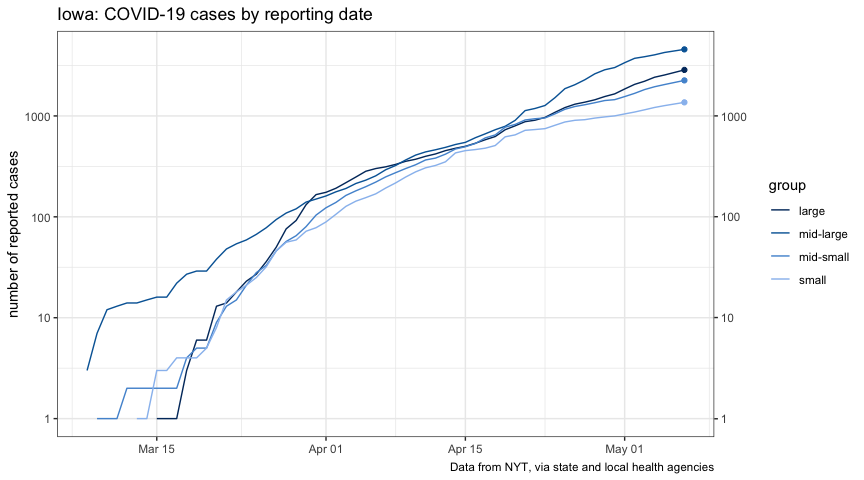 Iowa: COVID-19 cases by reporting date
number of reported cases
1000
100
10
1
1000
100
10
1
Mar 15
Apr 01
Apr 15
May 01
group
large
mid-large
mid-small
small
Data from NYT, via state and local health agencies